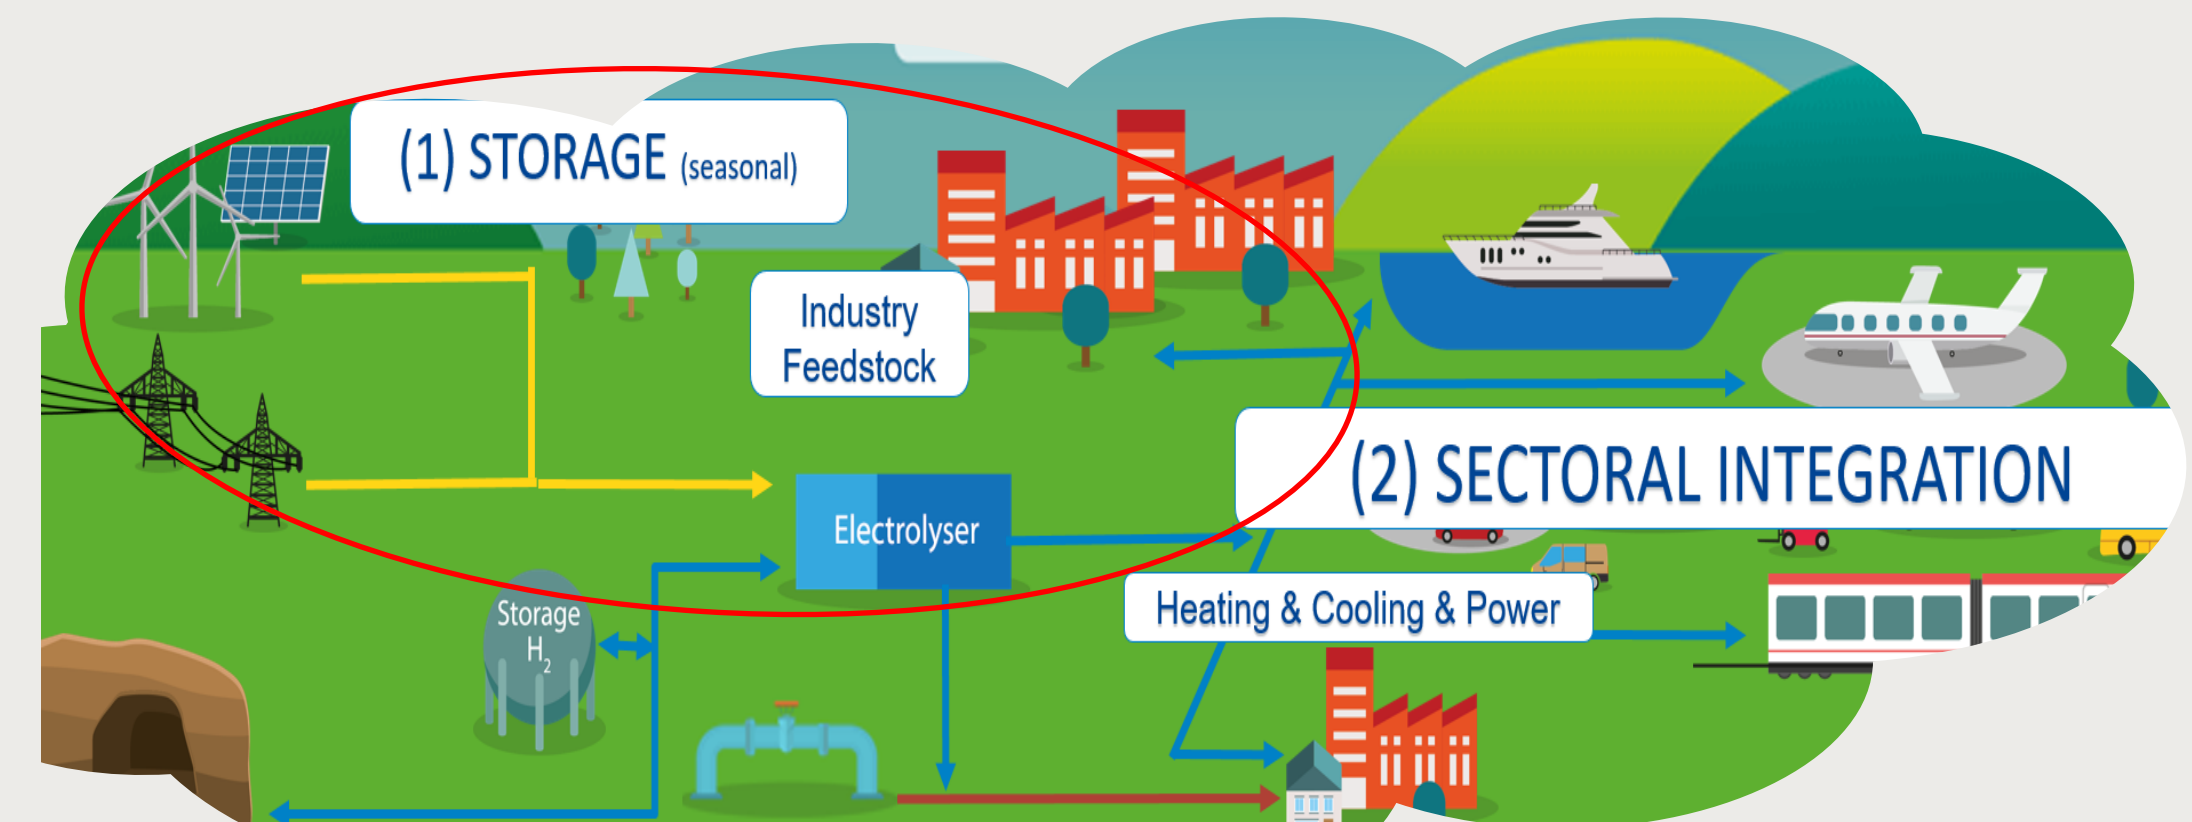 (1) STORAGE (seasonal)
Industry
Feedstock
(2) SECTORAL INTEGRATION
Electrolyser
Heating & Cooling & Power
Storage
H₂